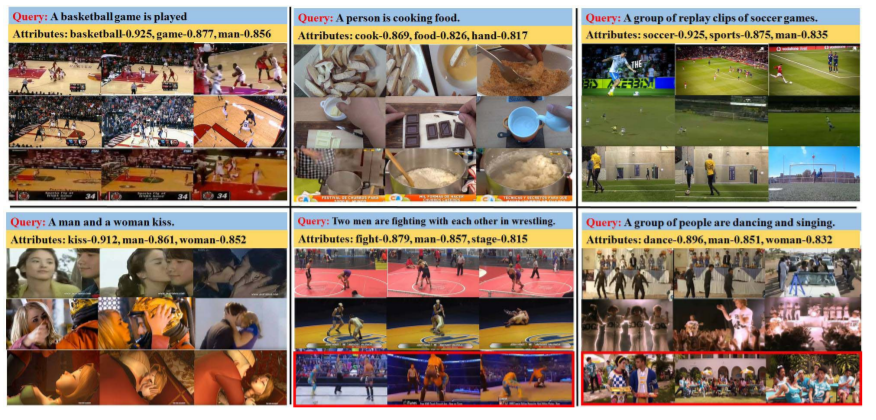 Query: A basketball game is played
Attributes: basketball-0.925, game-0.877, man-0.856
Query: A person is cooking food.
Attributes: cook-0.869, food-0.826, hand-0.817
Query: A group of replay clips of soccer games.
Attributes: soccer-0.925, sports-0.875, man-0.835
THE
34
34
34
Query: A man and a woman kiss.
Attributes: kiss-0.912, man-0.861, woman-0.852
Query: Two men are fighting with each other in wrestling.
Attributes: fight-0.879, man-0.857, stage-0.815
Query: A group of people are dancing and singing.
Attributes: dance-0.896, man-0.851, woman-0.832